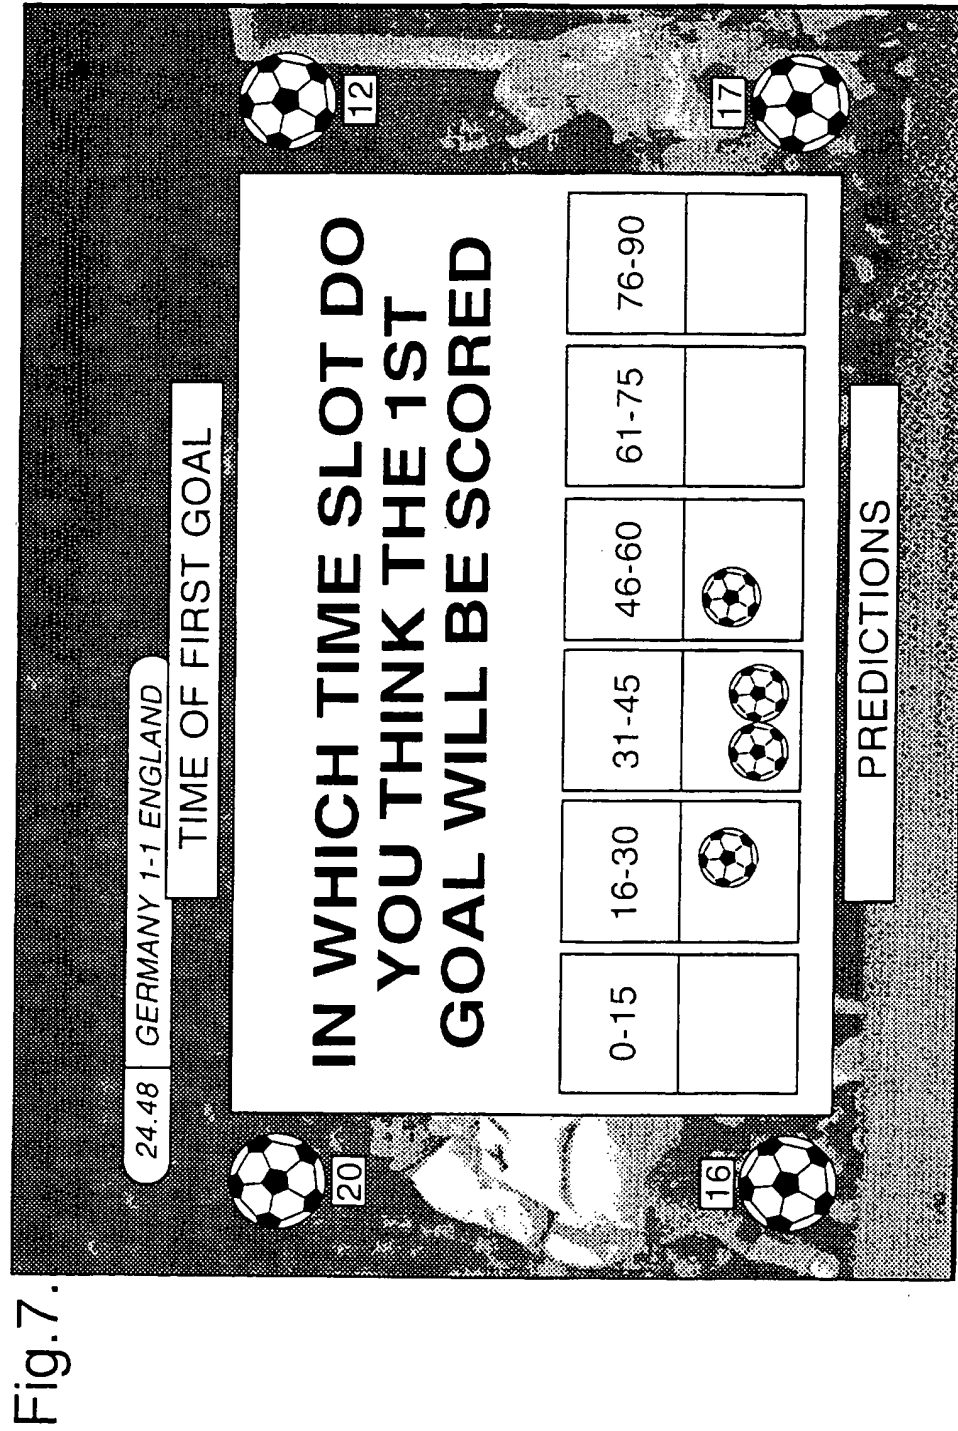 Fig.7.
24.48 GERMANY 1-1 ENGLAND
TIME OF FIRST GOAL
20
12
IN WHICH TIME SLOT DO
YOU THINK THE 1ST
GOAL WILL BE SCORED
0-15 16-30 31-45 46-60 61-75 76-90
16
17
PREDICTIONS